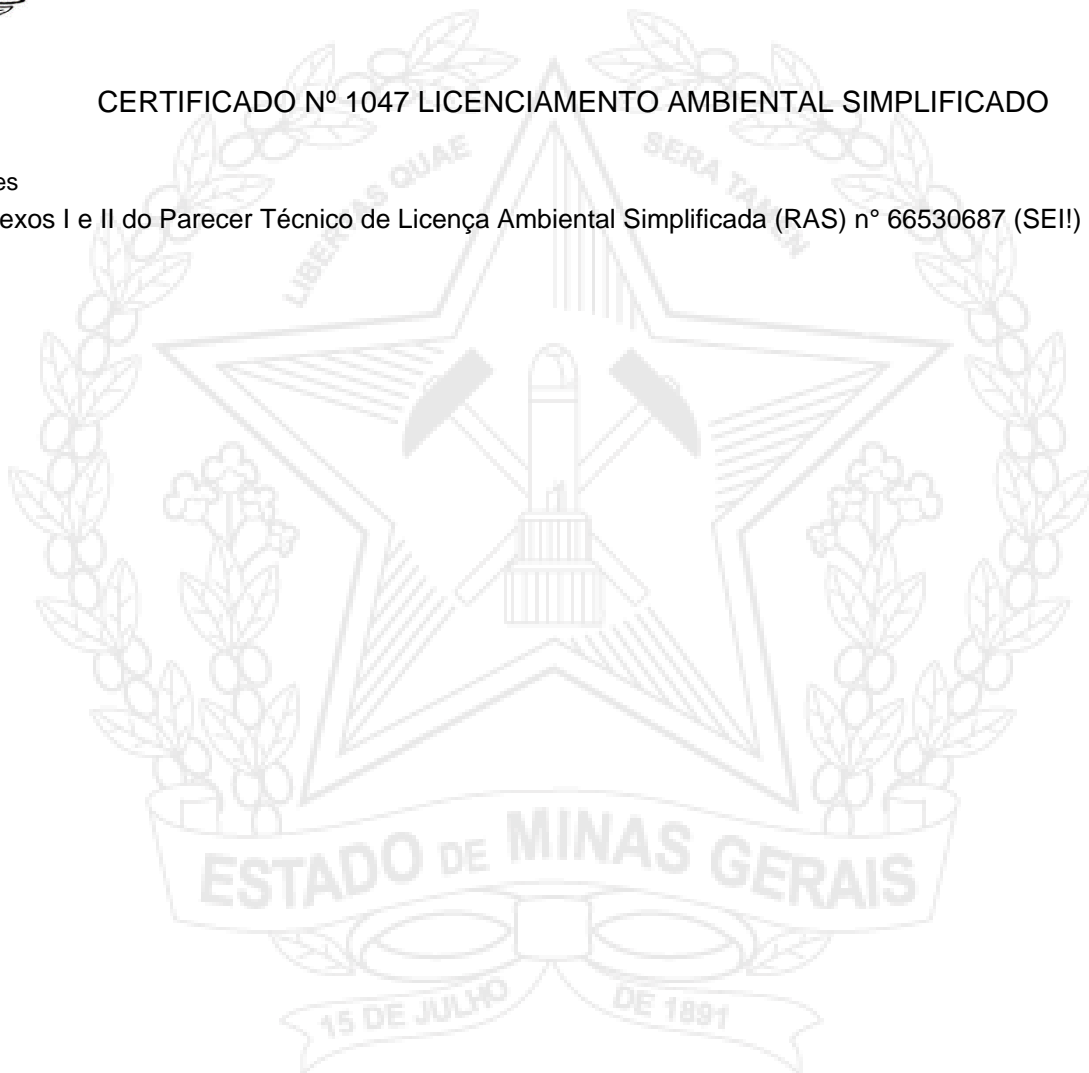 CERTIFICADO Nº 1047 LICENCIAMENTO AMBIENTAL SIMPLIFICADO
es
exos I e II do Parecer Técnico de Licença Ambiental Simplificada (RAS) n° 66530687 (SEI!)
LIBERTAS QUAE SERA TAMEN
ESTADO DE MINAS GERAIS
15 DE JULHO DE 1891